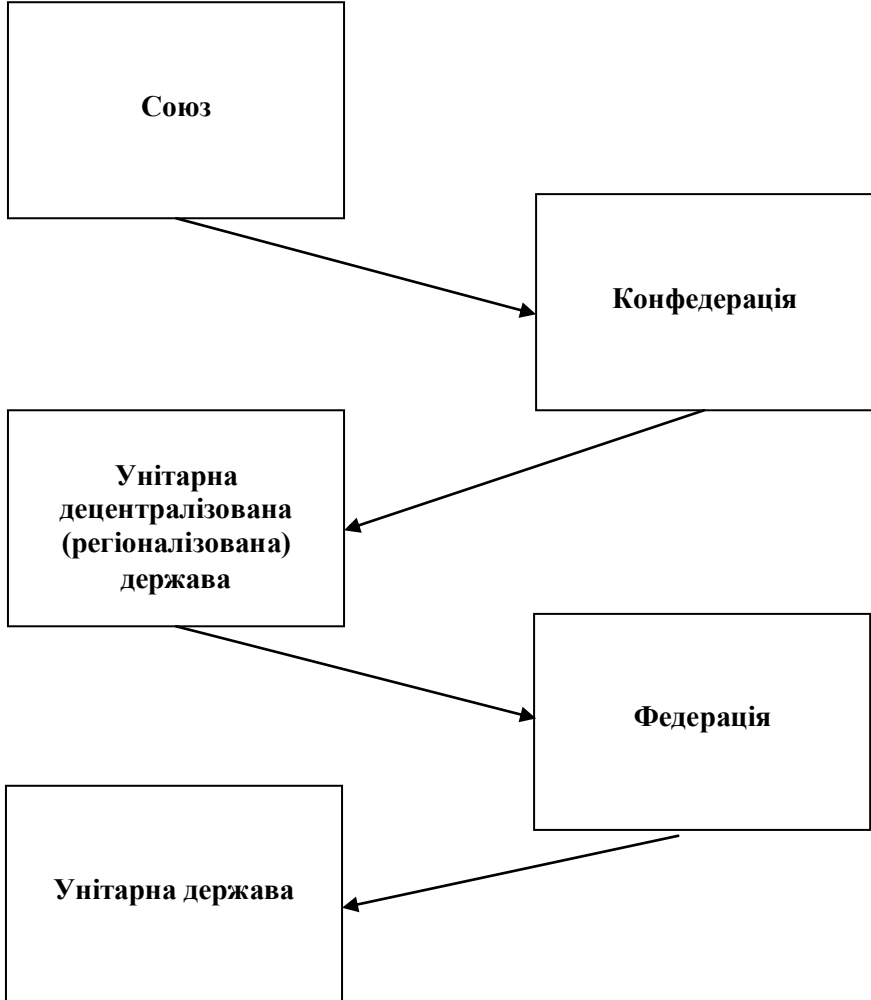 Союз
Конфедерація
Унітарна
децентралізована
(регіоналізована)
держава
Федерація
Унітарна держава